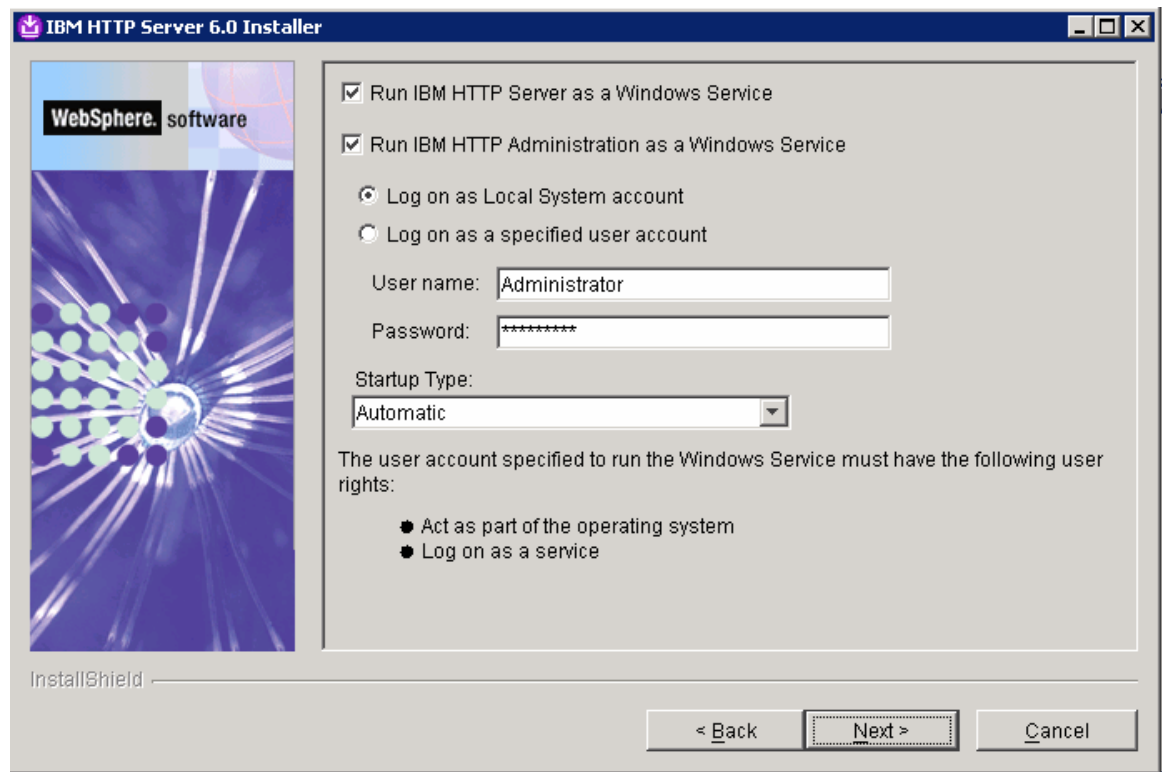 IBM HTTP Server 6.0 Installer
WebSphere. software
Run IBM HTTP Server as a Windows Service
Run IBM HTTP Administration as a Windows Service
Log on as Local System account
Log on as a specified user account
User name: Administrator
Password: *********
Startup Type:
Automatic
The user account specified to run the Windows Service must have the following user
rights:
Act as part of the operating system
Log on as a service
InstallShield
< Back Next > Cancel